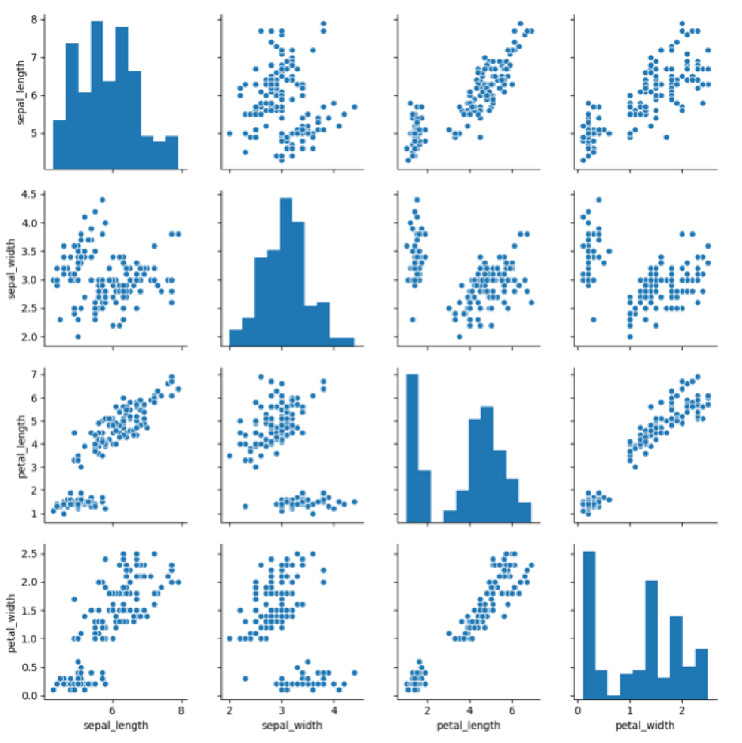 8
7
6
5
sepal_length
4.5
4.0
3.5
3.0
2.5
2.0
sepal_width
7
6
5
4
3
2
1
petal_length
2.5
2.0
1.5
1.0
0.5
0.0
petal_width
6 8
sepal_length
2 3 4
sepal_width
2 4 6
petal_length
0 1 2
petal_width